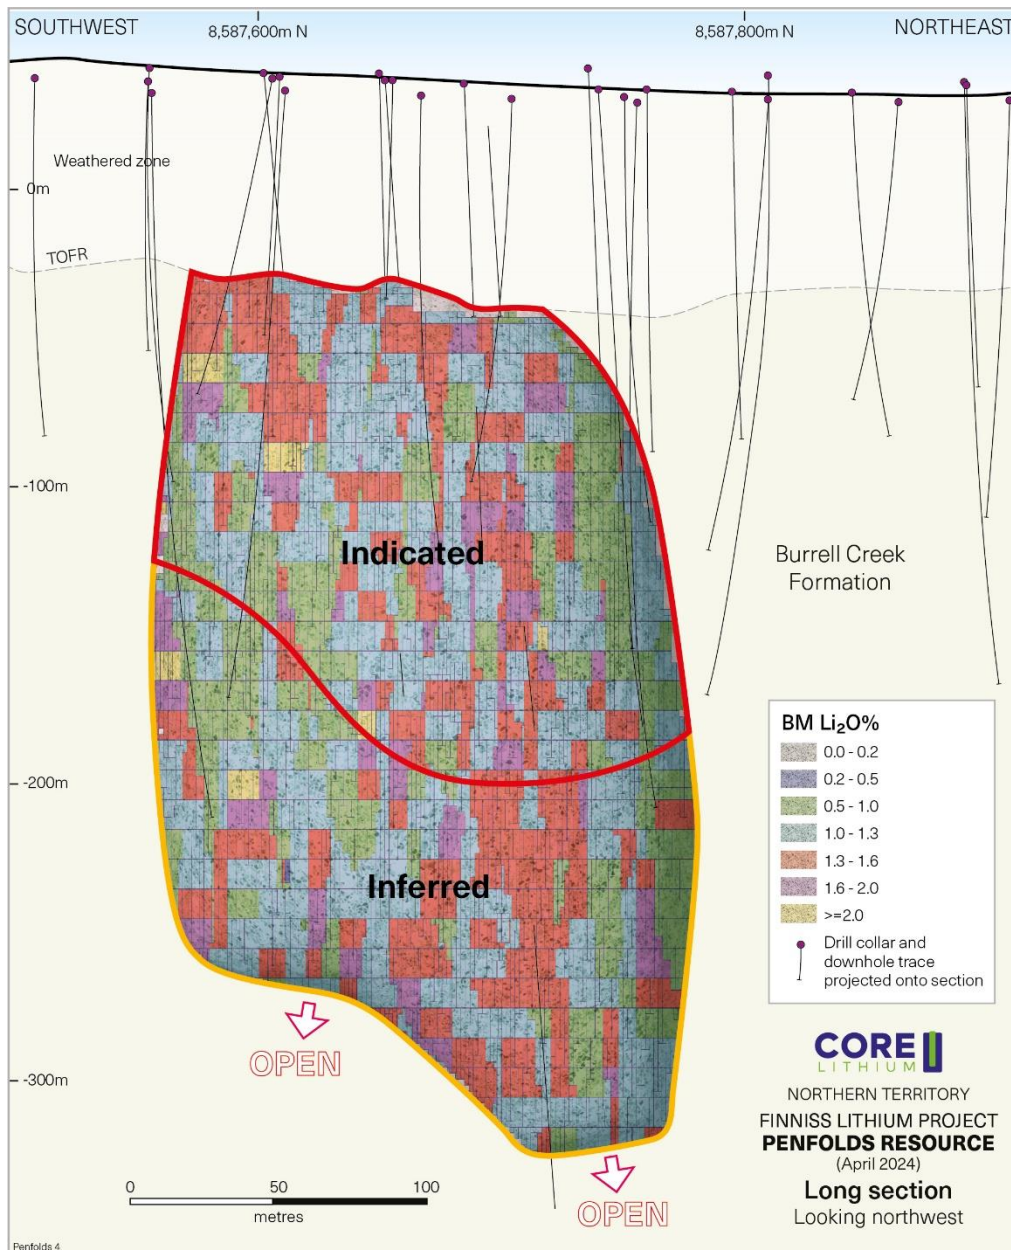 SOUTHWEST
8,587,600m N
8,587,800m N
NORTHEAST
Weathered zone
0m
TOFR
-100m
Indicated
Burrell Creek
Formation
BM Li₂O%
0.0 - 0.2
0.2 - 0.5
0.5 - 1.0
1.0 - 1.3
1.3 - 1.6
1.6 - 2.0
>=2.0
Drill collar and
downhole trace
projected onto section
-200m
Inferred
OPEN
-300m
OPEN
0 50 100
metres
CORE
LITHIUM
NORTHERN TERRITORY
FINNISS LITHIUM PROJECT
PENFOLDS RESOURCE
(April 2024)
Long section
Looking northwest
Penfolds 4